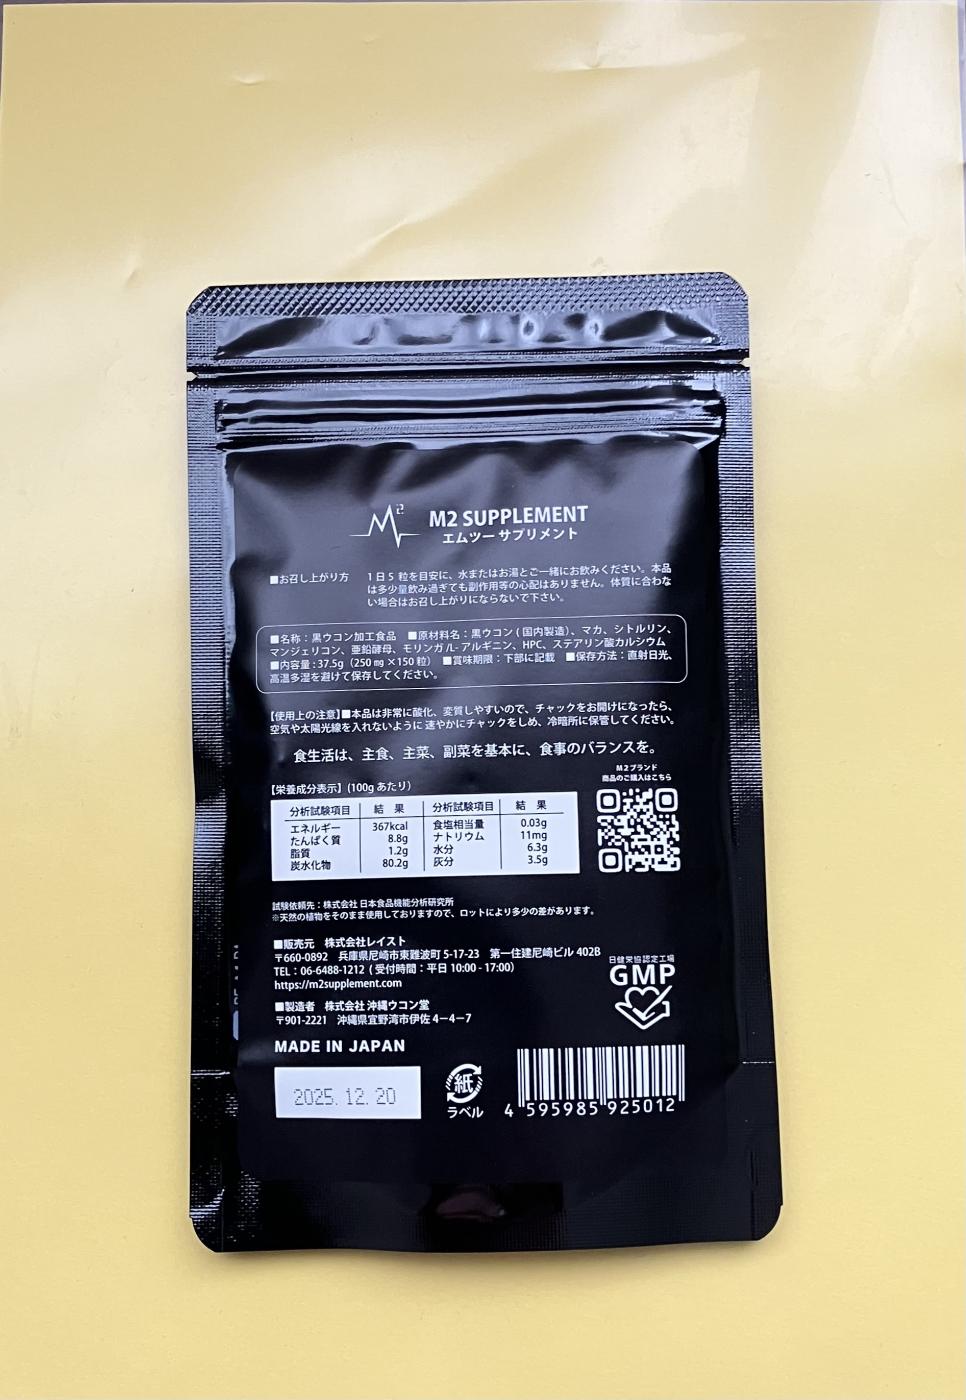 M2
M2 SUPPLEMENT
エムツー サプリメント
■お召し上がり方 1日5 粒を目安に、水またはお湯とご一緒にお飲みください。本品
は多少量飲み過ぎても副作用等の心配はありません。体質に合わな
い場合はお召し上がりにならないで下さい。
■名称：黒ウコン加工食品 ■原材料名：黒ウコン ( 国内製造)、マカ、シトルリン、
マンジェリコン、亜鉛酵母、モリンガ/L-アルギニン、HPC、ステアリン酸カルシウム
■内容量：37.5g（250㎎×150粒） ■賞味期限：下部に記載 ■保存方法：直射日光、
高温多湿を避けて保存してください。
【使用上の注意】■本品は非常に酸化、変質しやすいので、チャックをお開けになったら、
空気や太陽光線を入れないように 速やかにチャックをしめ、冷暗所に保管してください。
食生活は、主食、主菜、副菜を基本に、食事のバランスを。
M2ブランド
商品のご購入はこちら
【栄養成分表示】(100g あたり）
分析試験項目 結 果 分析試験項目 結 果
エネルギー 367kcal 食塩相当量 0.03g
たんぱく質 8.8g ナトリウム 11mg
脂質 1.2g 水分 6.3g
炭水化物 80.2g 灰分 3.5g
試験依頼先：株式会社 日本食品機能分析研究所
※天然の植物をそのまま使用しておりますので、ロットにより多少の差があります。
■販売元 株式会社レイスト
〒660-0892 兵庫県尼崎市東難波町 5-17-23 第一住建尼崎ビル 402B
TEL：06-6488-1212（受付時間：平日 10:00 - 17:00）
https://m2supplement.com
日健栄協認定工場
GMP
■製造者 株式会社 沖縄ウコン堂
〒901-2221 沖縄県宜野湾市伊佐 4－4－7
MADE IN JAPAN
2025. 12. 20
紙
ラベル
4 595985 925012